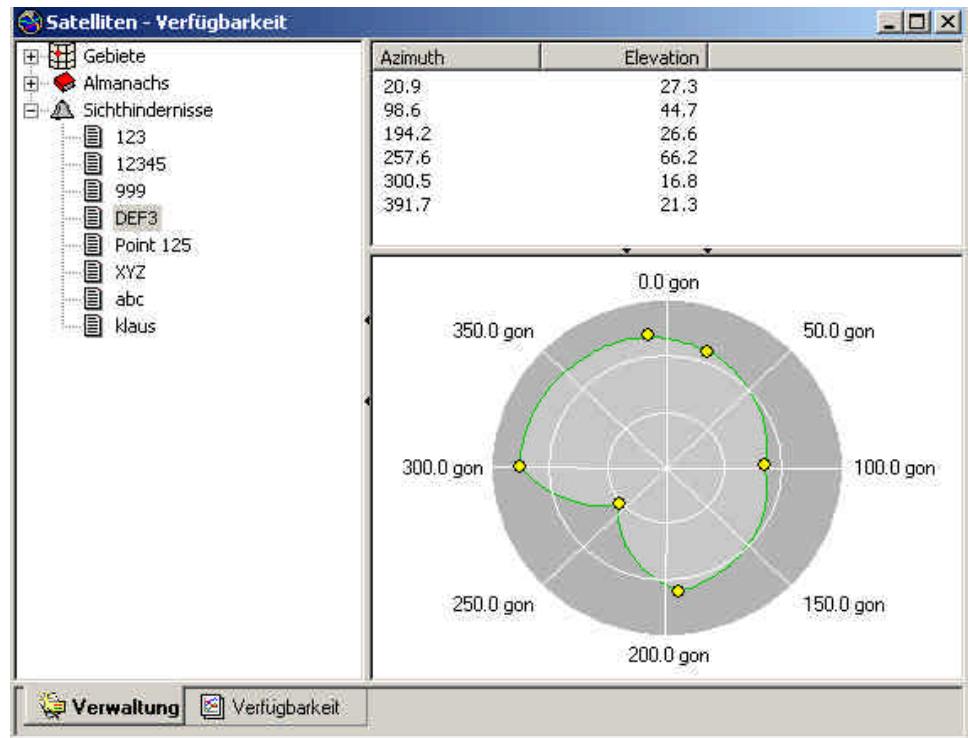 Satelliten - Verfügbarkeit
Gebiete
Almanachs
Sichthindernisse
123
12345
999
DEF3
Point 125
XYZ
abc
klaus
Azimuth Elevation
20.9 27.3
98.6 44.7
194.2 26.6
257.6 66.2
300.5 16.8
391.7 21.3
0.0 gon
350.0 gon 50.0 gon
300.0 gon 100.0 gon
250.0 gon 150.0 gon
200.0 gon
Verwaltung Verfügbarkeit